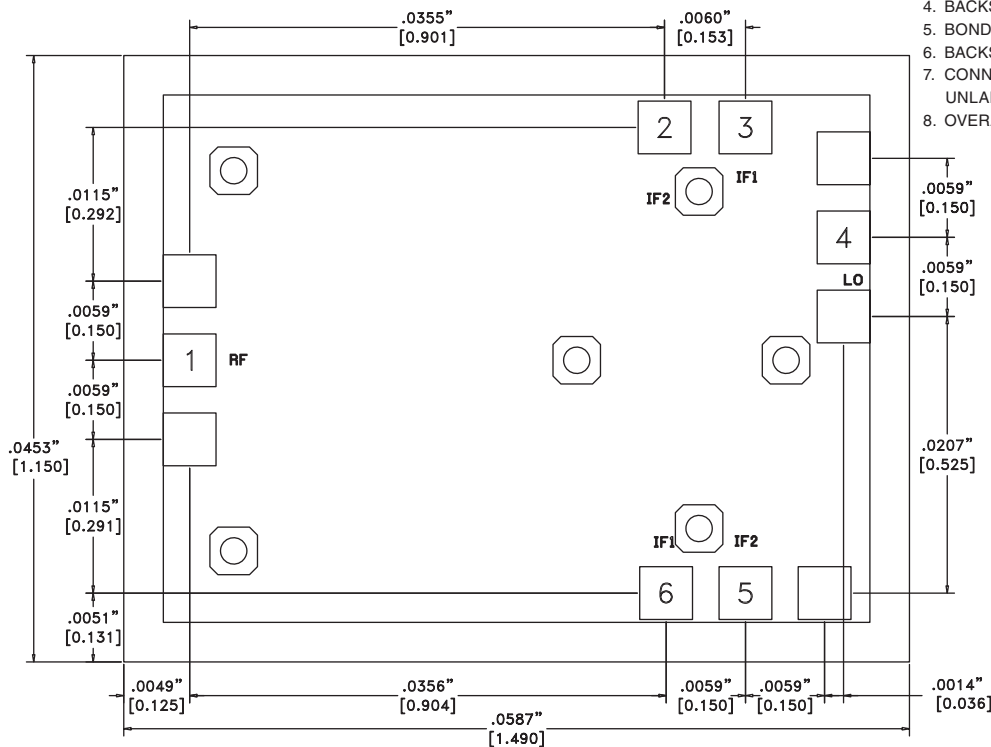 .0355” .0060”
[0.901] [0.153]
4. BACKS
5. BOND
6. BACKS
7. CONN
UNLA
8. OVER
2 3
IF1
IF2
.0115”
[0.292]
.0059”
[0.150]
4
.0059”
[0.150]
LO
.0059”
[0.150]
1 RF
.0059”
[0.150]
.0453”
[1.150]
.0207”
[0.525]
.0115”
[0.291]
IF1 IF2
6 5
.0051”
[0.131]
.0049” .0356” .0059” .0059” .0014”
[0.125] [0.904] [0.150] [0.150] [0.036]
.0587”
[1.490]